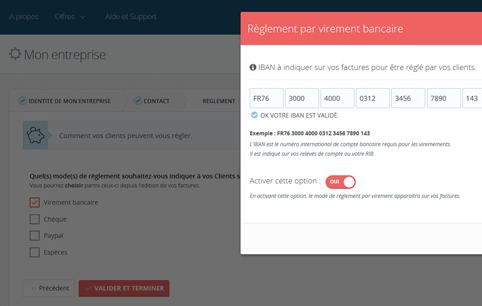 À propos Offres Aide et Support
Mon entreprise
IDENTITÉ DE MON ENTREPRISE CONTACT REGLEMENT
Comment vos clients peuvent vous régler.
Quel(s) mode(s) de règlement souhaitez-vous indiquer à vos Clients s
Vous pourrez choisir parmi ceux-ci depuis l'édition de vos factures.
Virement bancaire
Chèque
Paypal
Espèces
Précédent VALIDER ET TERMINER
Règlement par virement bancaire
IBAN à indiquer sur vos factures pour être réglé par vos clients.
FR76 3000 4000 0312 3456 7890 143
OK VOTRE IBAN EST VALIDE.
Exemple : FR76 3000 4000 0312 3456 7890 143
L'IBAN est le numéro international de compte bancaire requis pour les virements.
Il est indiqué sur vos relevés de compte ou votre RIB.
Activer cette option : OUI
En activant cette option, le mode de règlement par virement apparaitra sur vos factures.